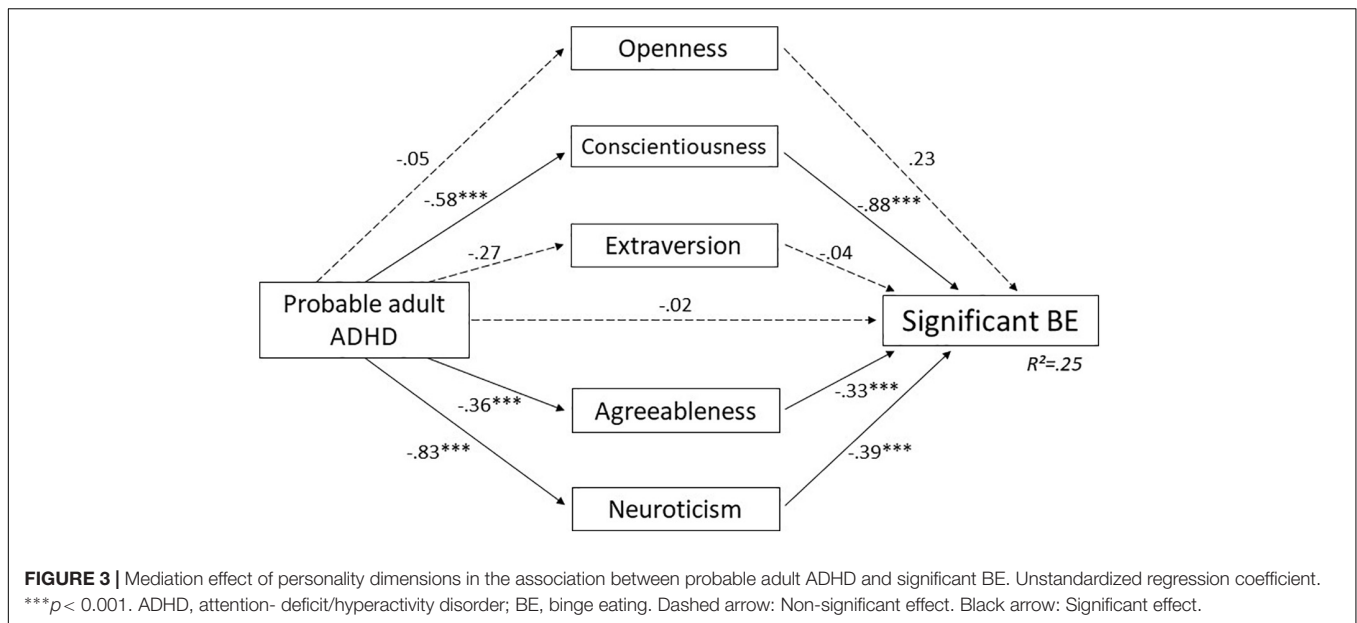 Openness
-.05
.23
Conscientiousness
-.58***
-.88***
Extraversion
-.27
-.04
Probable adult
ADHD
-.02
Significant BE
R²=.25
Agreeableness
-.36***
-.33***
-.83***
-.39***
Neuroticism
FIGURE 3 | Mediation effect of personality dimensions in the association between probable adult ADHD and significant BE. Unstandardized regression coefficient.
***p< 0.001. ADHD, attention- deficit/hyperactivity disorder; BE, binge eating. Dashed arrow: Non-significant effect. Black arrow: Significant effect.